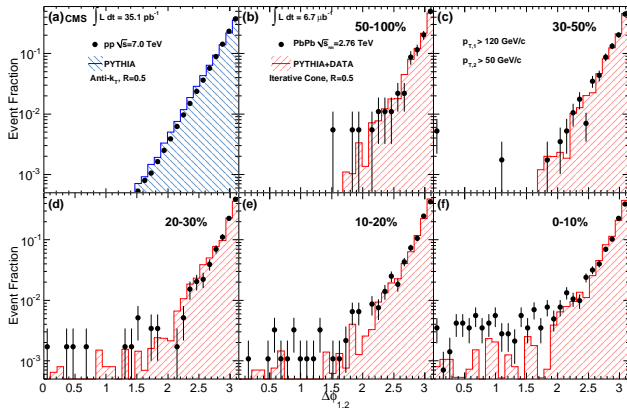 (a) CMS ∫ L dt = 35.1 pb⁻¹
pp √s=7.0 TeV
PYTHIA
Anti-k_T, R=0.5
(b) ∫ L dt = 6.7 μb⁻¹
50-100%
PbPb √s_NN=2.76 TeV
PYTHIA+DATA
Iterative Cone, R=0.5
(c) 30-50%
p_T,1 > 120 GeV/c
p_T,2 > 50 GeV/c
Event Fraction
10⁻¹
10⁻²
10⁻³
(d) 20-30%
(e) 10-20%
(f) 0-10%
Event Fraction
10⁻¹
10⁻²
10⁻³
0 0.5 1 1.5 2 2.5 3 0.5 1 1.5 2 2.5 3 0.5 1 1.5 2 2.5 3
Δϕ₁,₂